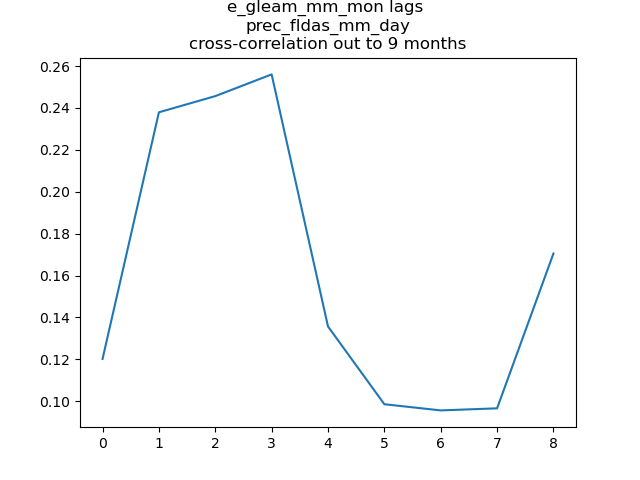 e_gleam_mm_mon lags
prec_fldas_mm_day
cross-correlation out to 9 months
0.26
0.24
0.22
0.20
0.18
0.16
0.14
0.12
0.10
0 1 2 3 4 5 6 7 8